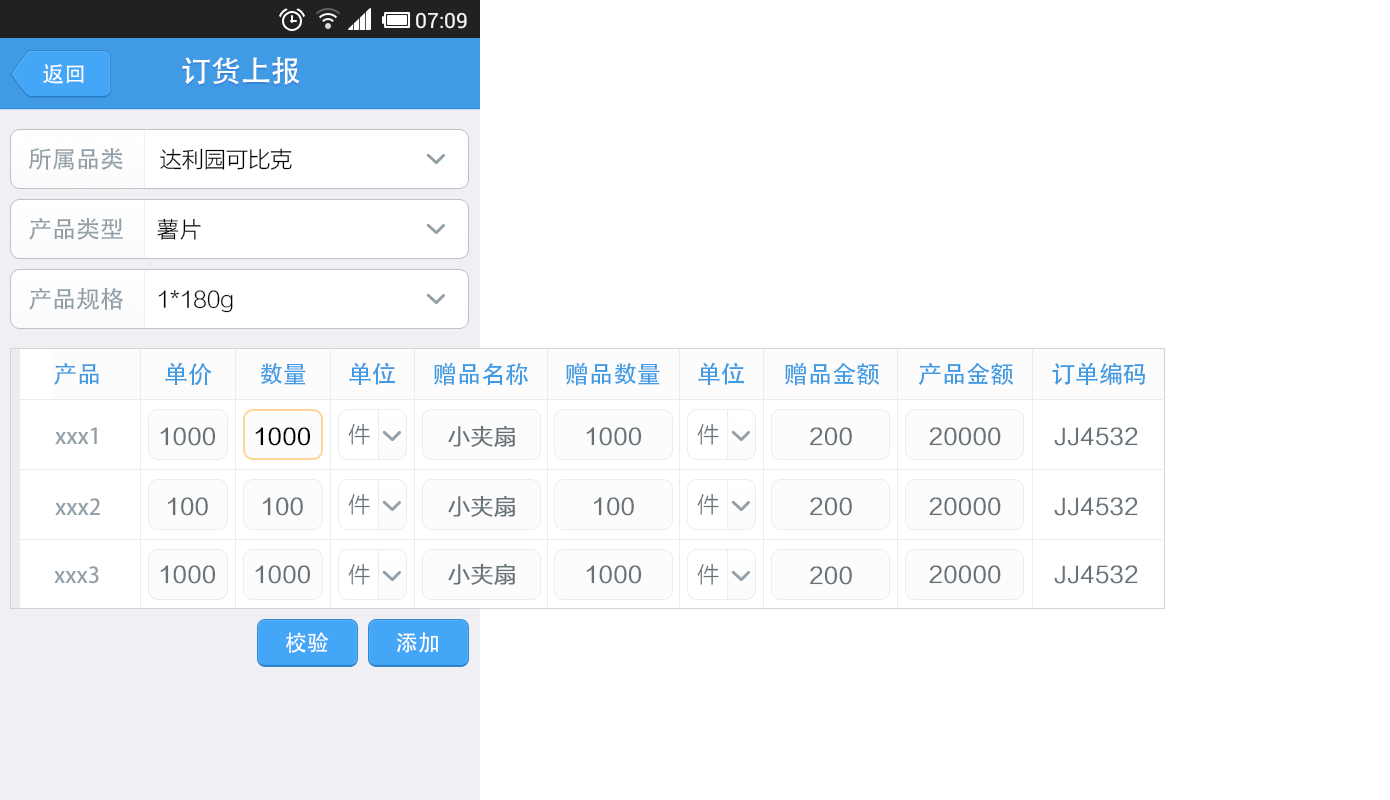 07:09
返回 订货上报
所属品类 达利园可比克
产品类型 薯片
产品规格 1*180g
产品 单价 数量 单位 赠品名称 赠品数量 单位 赠品金额 产品金额 订单编码
xxx1 1000 1000 件 小夹扇 1000 件 200 20000 JJ4532
xxx2 100 100 件 小夹扇 100 件 200 20000 JJ4532
xxx3 1000 1000 件 小夹扇 1000 件 200 20000 JJ4532
校验 添加